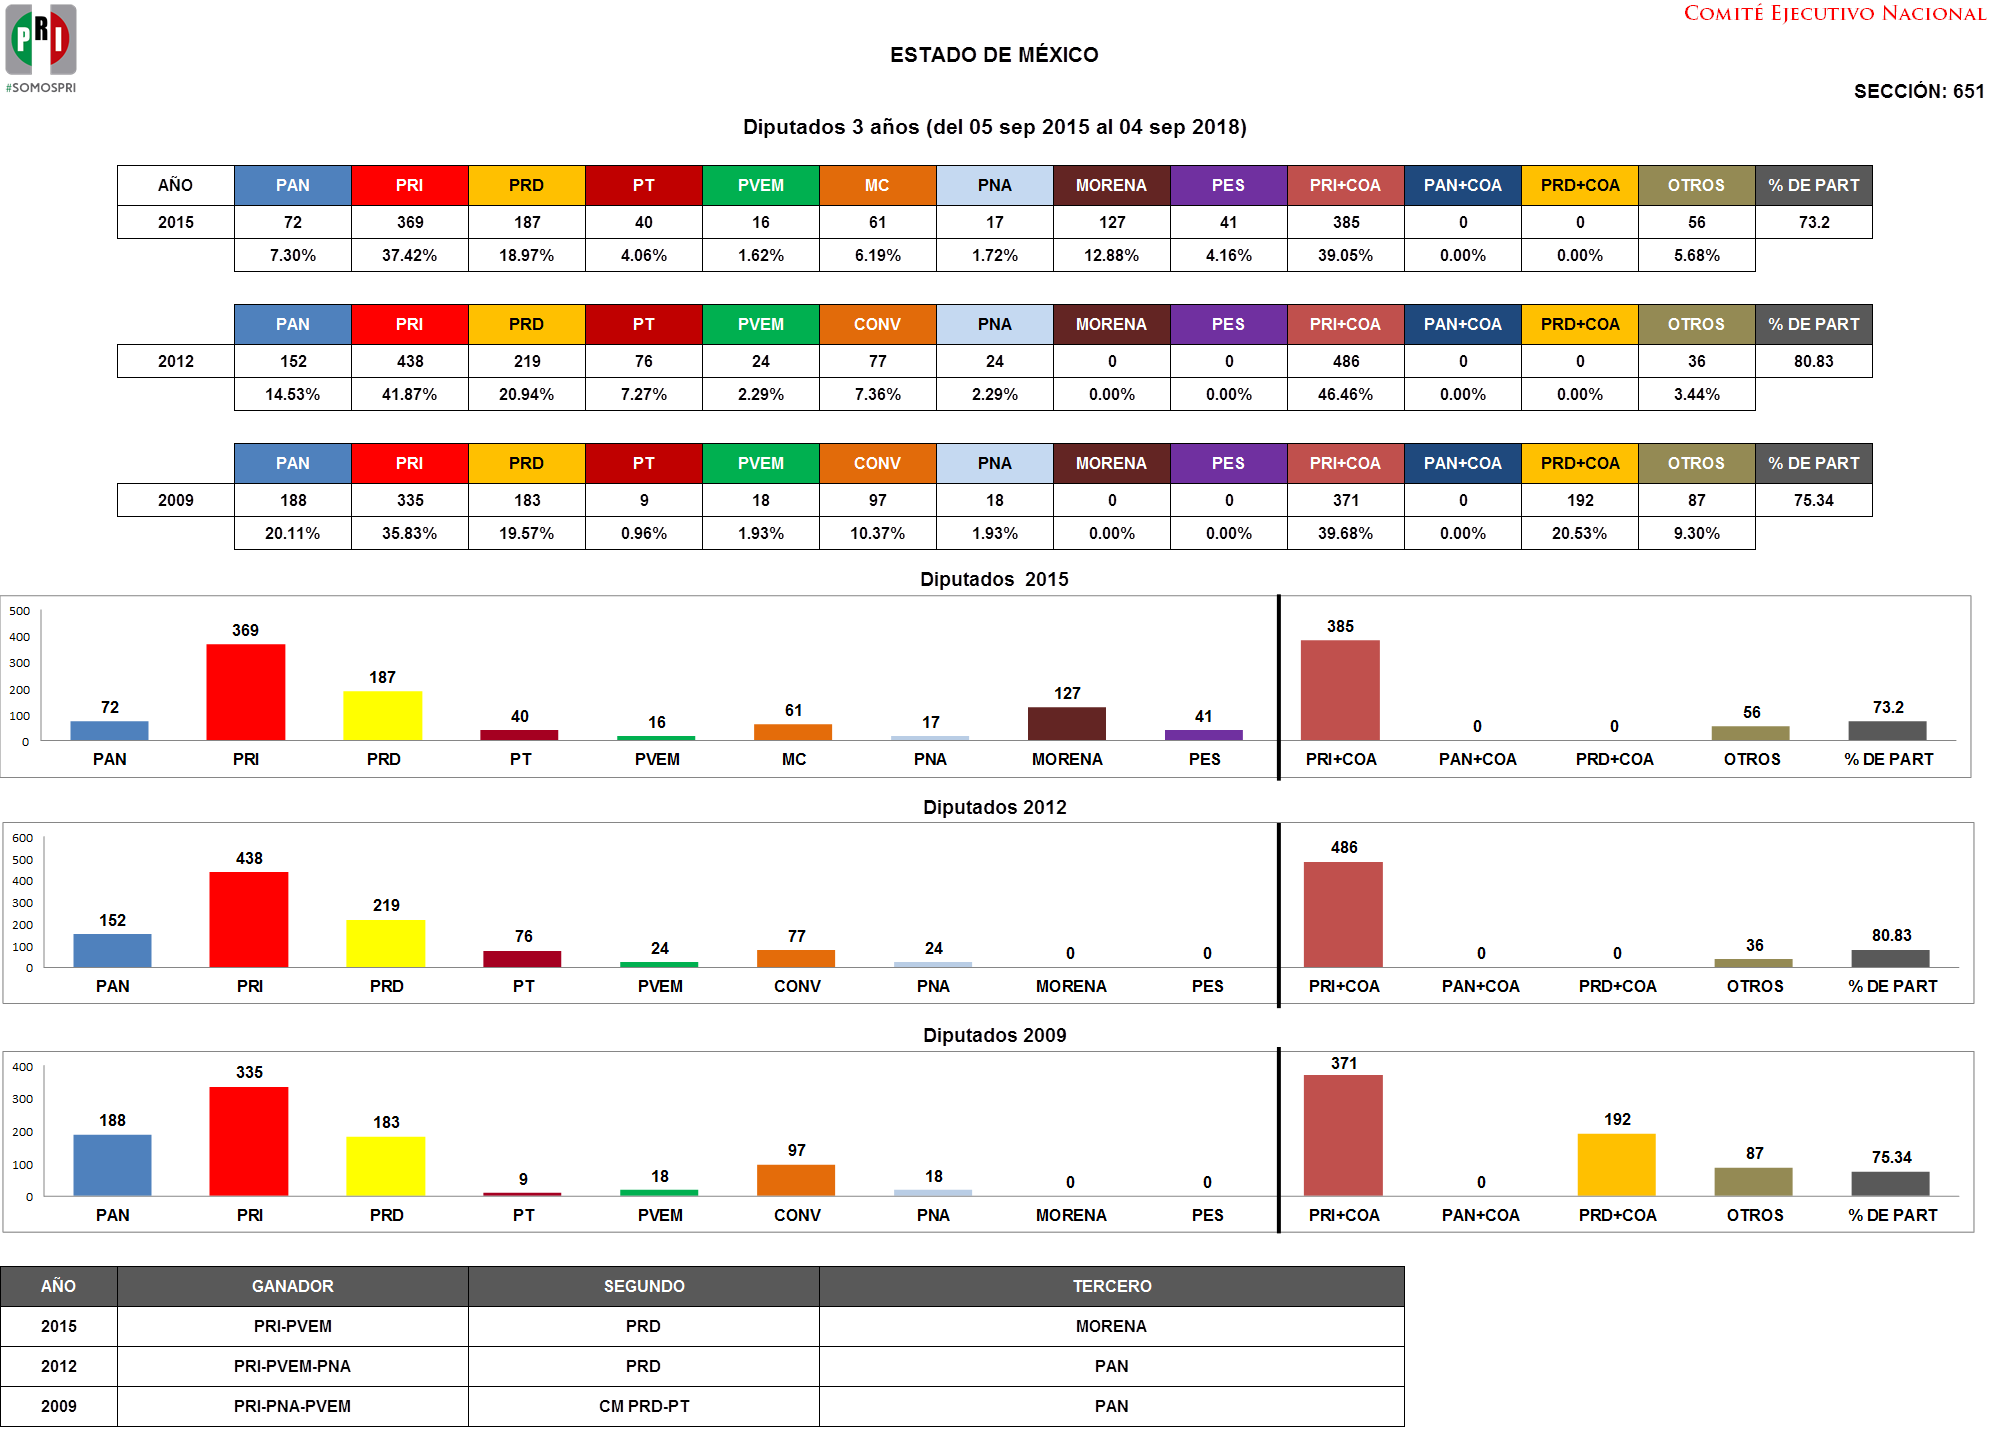 PRI
#SOMOSPRI
COMITÉ EJECUTIVO NACIONAL
ESTADO DE MÉXICO
SECCIÓN: 651
Diputados 3 años (del 05 sep 2015 al 04 sep 2018)
AÑO PAN PRI PRD PT PVEM MC PNA MORENA PES PRI+COA PAN+COA PRD+COA OTROS % DE PART
2015 72 369 187 40 16 61 17 127 41 385 0 0 56 73.2
7.30% 37.42% 18.97% 4.06% 1.62% 6.19% 1.72% 12.88% 4.16% 39.05% 0.00% 0.00% 5.68%
PAN PRI PRD PT PVEM CONV PNA MORENA PES PRI+COA PAN+COA PRD+COA OTROS % DE PART
2012 152 438 219 76 24 77 24 0 0 486 0 0 36 80.83
14.53% 41.87% 20.94% 7.27% 2.29% 7.36% 2.29% 0.00% 0.00% 46.46% 0.00% 0.00% 3.44%
PAN PRI PRD PT PVEM CONV PNA MORENA PES PRI+COA PAN+COA PRD+COA OTROS % DE PART
2009 188 335 183 9 18 97 18 0 0 371 0 192 87 75.34
20.11% 35.83% 19.57% 0.96% 1.93% 10.37% 1.93% 0.00% 0.00% 39.68% 0.00% 20.53% 9.30%
Diputados 2015
500
400
300
200
100
0
72 369 187 40 16 61 17 127 41 385 0 0 56 73.2
PAN PRI PRD PT PVEM MC PNA MORENA PES PRI+COA PAN+COA PRD+COA OTROS % DE PART
Diputados 2012
600
500
400
300
200
100
0
152 438 219 76 24 77 24 0 0 486 0 0 36 80.83
PAN PRI PRD PT PVEM CONV PNA MORENA PES PRI+COA PAN+COA PRD+COA OTROS % DE PART
Diputados 2009
400
300
200
100
0
188 335 183 9 18 97 18 0 0 371 0 192 87 75.34
PAN PRI PRD PT PVEM CONV PNA MORENA PES PRI+COA PAN+COA PRD+COA OTROS % DE PART
AÑO GANADOR SEGUNDO TERCERO
2015 PRI-PVEM PRD MORENA
2012 PRI-PVEM-PNA PRD PAN
2009 PRI-PNA-PVEM CM PRD-PT PAN